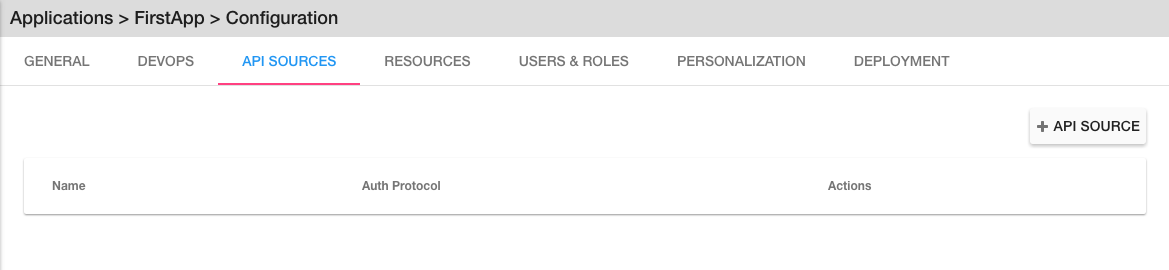 Applications > FirstApp > Configuration
GENERAL DEVOPS API SOURCES RESOURCES USERS & ROLES PERSONALIZATION DEPLOYMENT
+ API SOURCE
Name Auth Protocol Actions